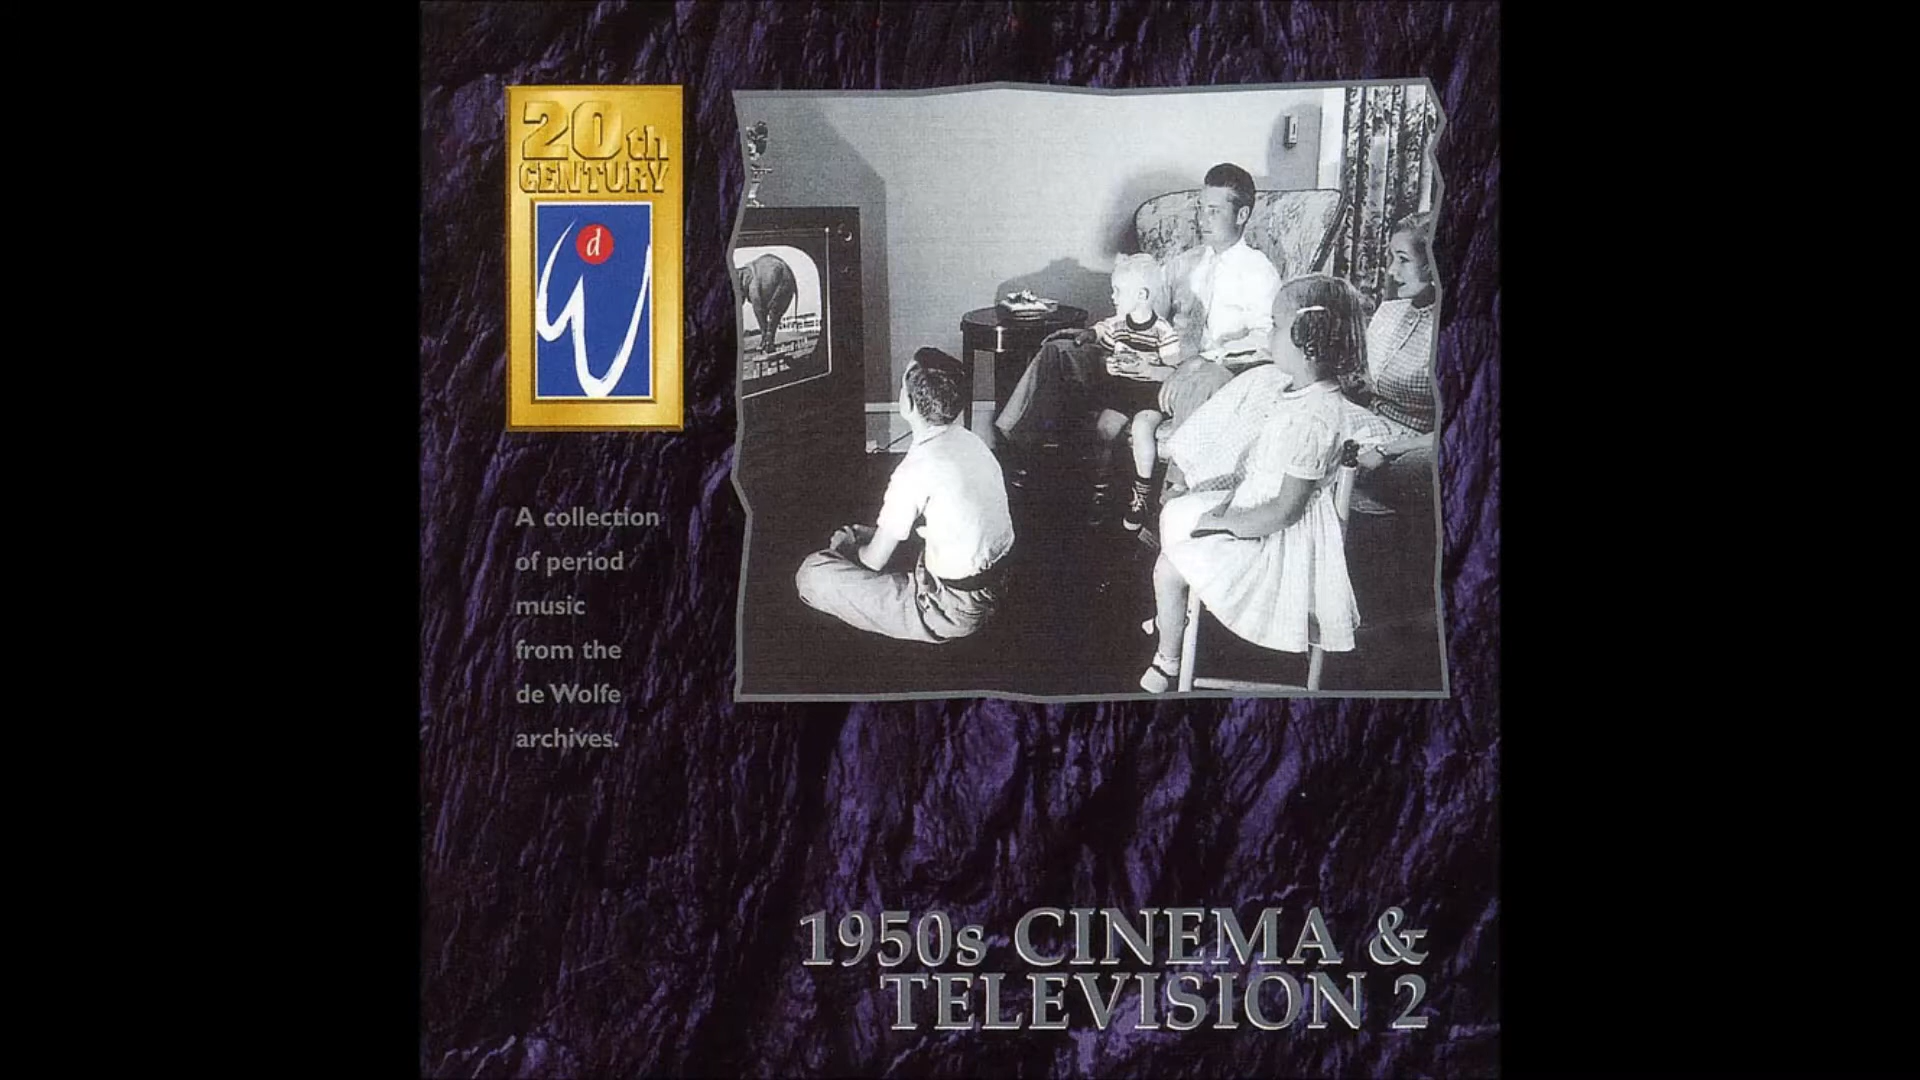 20th
CENTURY
d
W
A collection
of period
music
from the
de Wolfe
archives.
1950s CINEMA &
TELEVISION 2